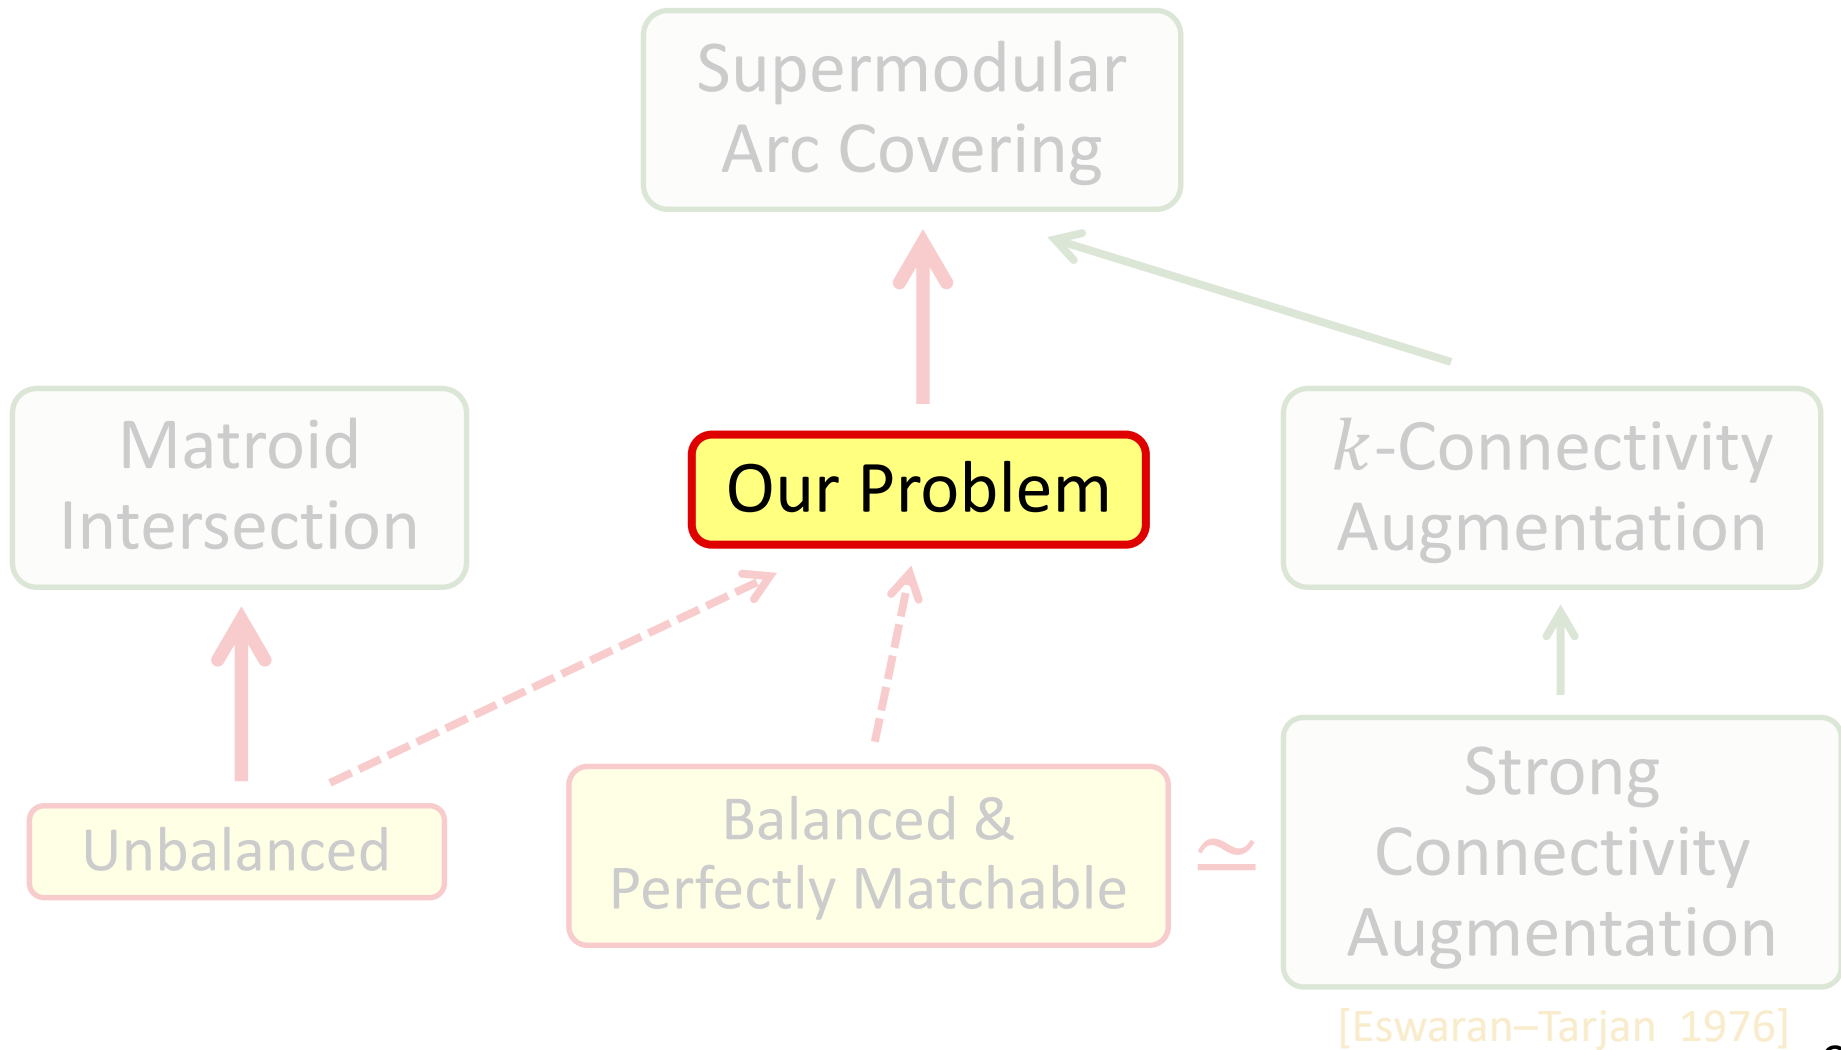 Supermodular
Arc Covering
Matroid
Intersection
Our Problem
k-Connectivity
Augmentation
Unbalanced
Balanced &
Perfectly Matchable
≃
Strong
Connectivity
Augmentation
[Eswaran–Tarjan 1976]